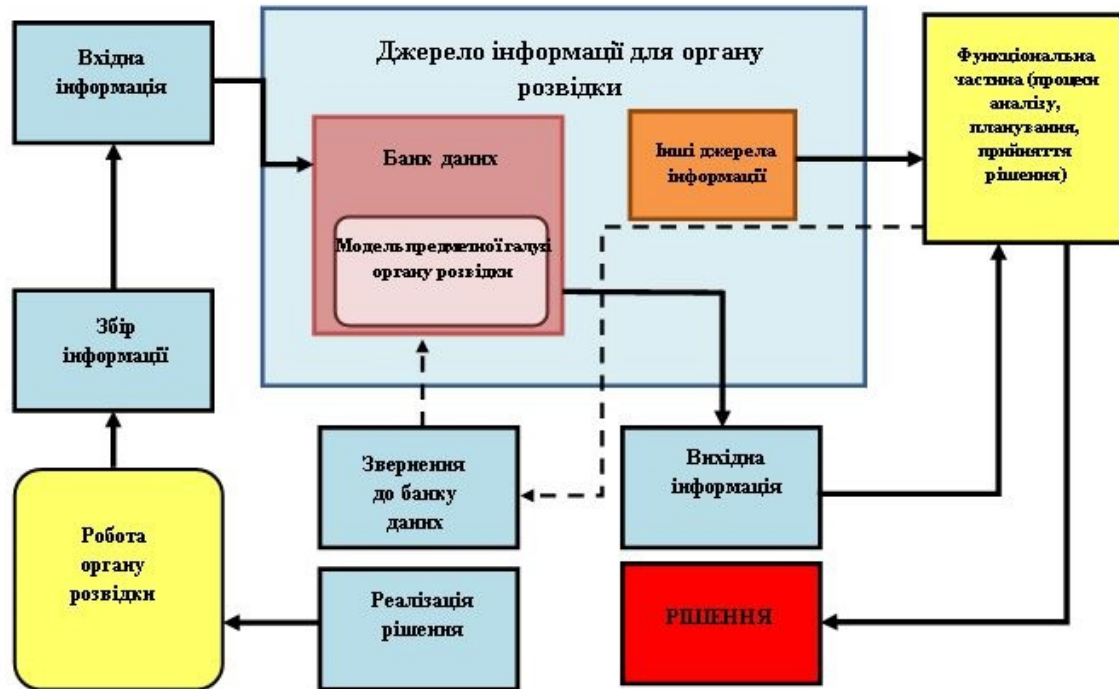 Вхідна
інформація
Джерело інформації для органу
розвідки
Функціональна
частина (процеси
аналізу,
планування,
прийняття
рішення)
Банк даних
Інші джерела
інформації
Модель предметної галузі
органу розвідки
Збір
інформації
Звернення
до банку
даних
Вихідна
інформація
Робота
органу
розвідки
Реалізація
рішення
РІШЕННЯ